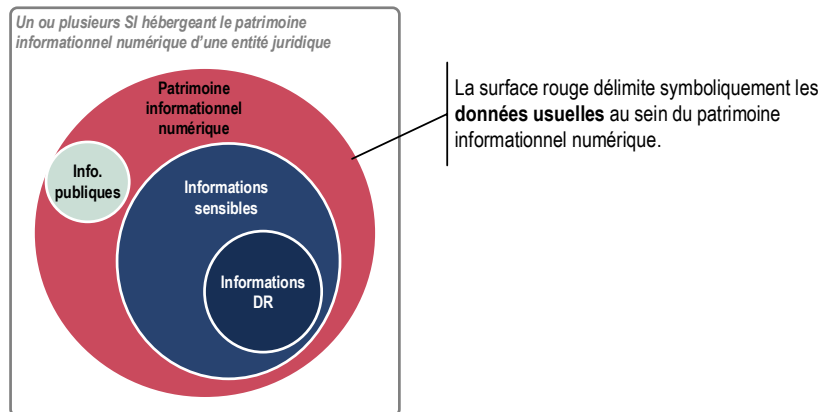 Un ou plusieurs SI hébergeant le patrimoine
informationnel numérique d'une entité juridique
Patrimoine
informationnel
numérique
Info.
publiques
Informations
sensibles
Informations
DR
La surface rouge délimite symboliquement les
données usuelles au sein du patrimoine
informationnel numérique.